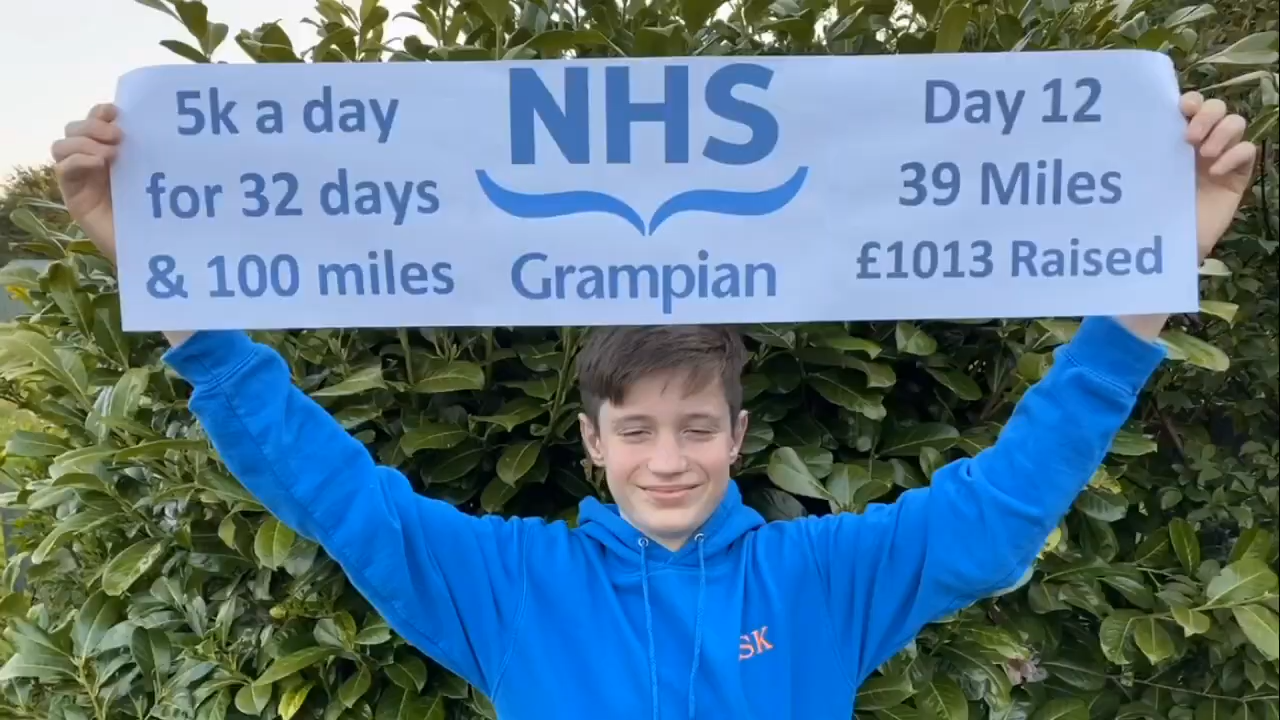 5k a day
for 32 days
& 100 miles
NHS
Grampian
Day 12
39 Miles
£1013 Raised
SK